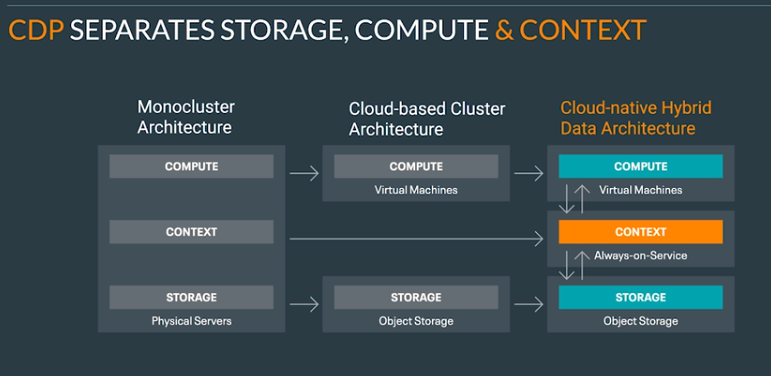 CDP SEPARATES STORAGE, COMPUTE & CONTEXT
Monocluster
Architecture
Cloud-based Cluster
Architecture
Cloud-native Hybrid
Data Architecture
COMPUTE
COMPUTE
Virtual Machines
COMPUTE
Virtual Machines
CONTEXT
CONTEXT
Always-on-Service
STORAGE
Physical Servers
STORAGE
Object Storage
STORAGE
Object Storage